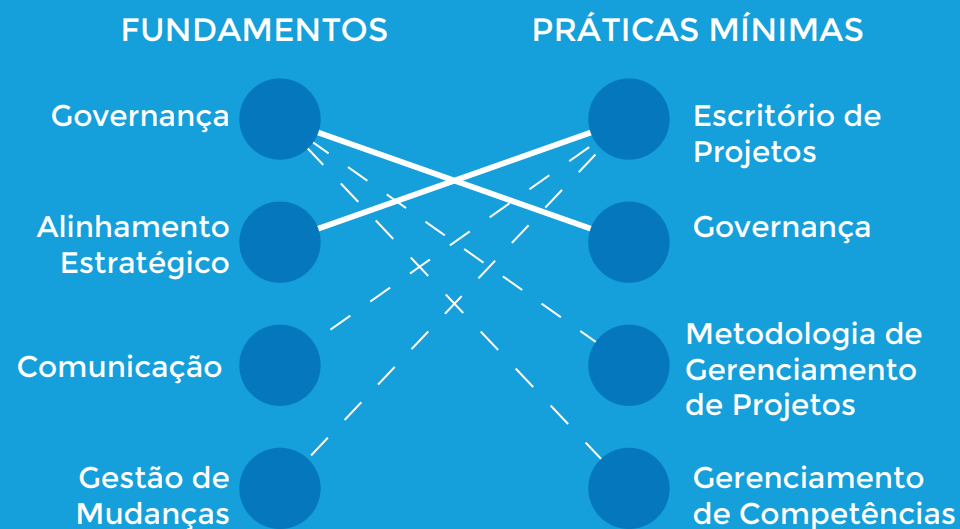 FUNDAMENTOS
PRÁTICAS MÍNIMAS
Governança
Alinhamento
Estratégico
Comunicação
Gestão de
Mudanças
Escritório de
Projetos
Governança
Metodologia de
Gerenciamento
de Projetos
Gerenciamento
de Competências